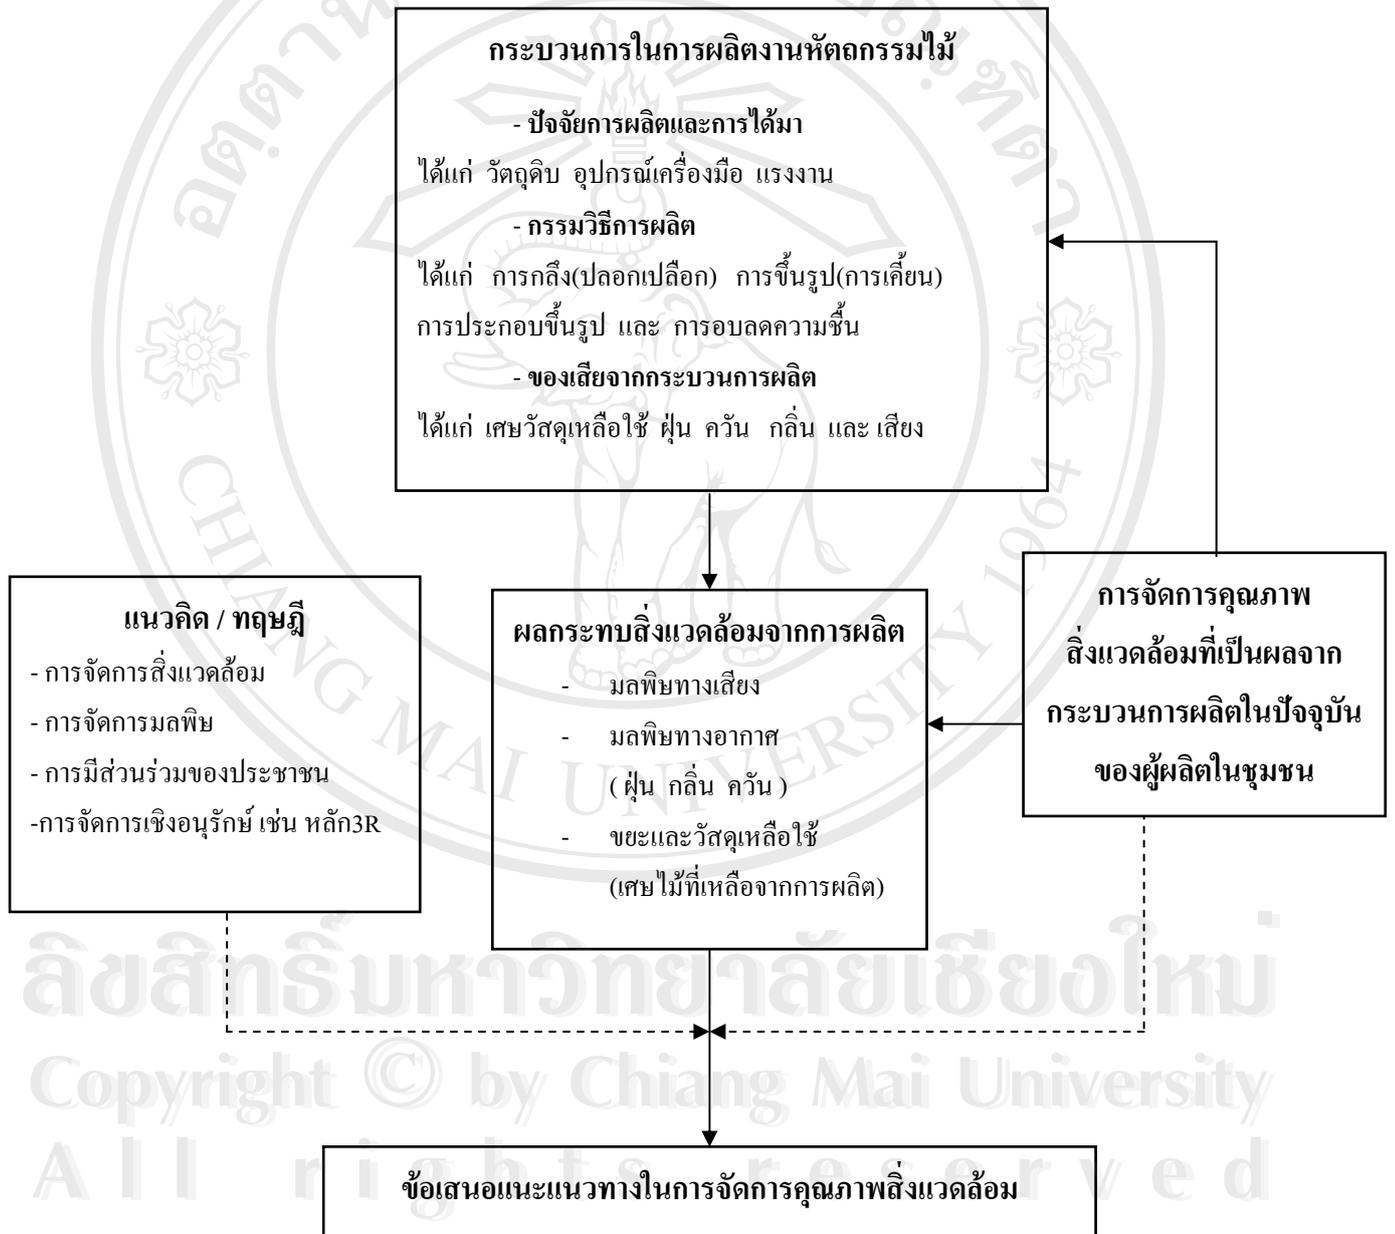 กระบวนการในการผลิตงานหัตถกรรมไม้
- ปัจจัยการผลิตและการได้มา
ได้แก่ วัตถุดิบ อุปกรณ์เครื่องมือ แรงงาน
- กรรมวิธีการผลิต
ได้แก่ การกลึง(ปลอกเปลือก) การขึ้นรูป(การเคี้ยน)
การประกอบขึ้นรูป และ การอบลดความชื้น
- ของเสียจากกระบวนการผลิต
ได้แก่ เศษวัสดุเหลือใช้ ฝุ่น ควัน กลิ่น และ เสียง
แนวคิด / ทฤษฎี
- การจัดการสิ่งแวดล้อม
- การจัดการมลพิษ
- การมีส่วนร่วมของประชาชน
-การจัดการเชิงอนุรักษ์ เช่น หลัก3R
ผลกระทบสิ่งแวดล้อมจากการผลิต
- มลพิษทางเสียง
- มลพิษทางอากาศ
( ฝุ่น กลิ่น ควัน )
- ขยะและวัสดุเหลือใช้
(เศษไม้ที่เหลือจากการผลิต)
การจัดการคุณภาพ
สิ่งแวดล้อมที่เป็นผลจาก
กระบวนการผลิตในปัจจุบัน
ของผู้ผลิตในชุมชน
ข้อเสนอแนะแนวทางในการจัดการคุณภาพสิ่งแวดล้อม
CHIANG MAI UNIVERSITY 1964
ลิขสิทธิ์มหาวิทยาลัยเชียงใหม่
Copyright © by Chiang Mai University
All rights reserved